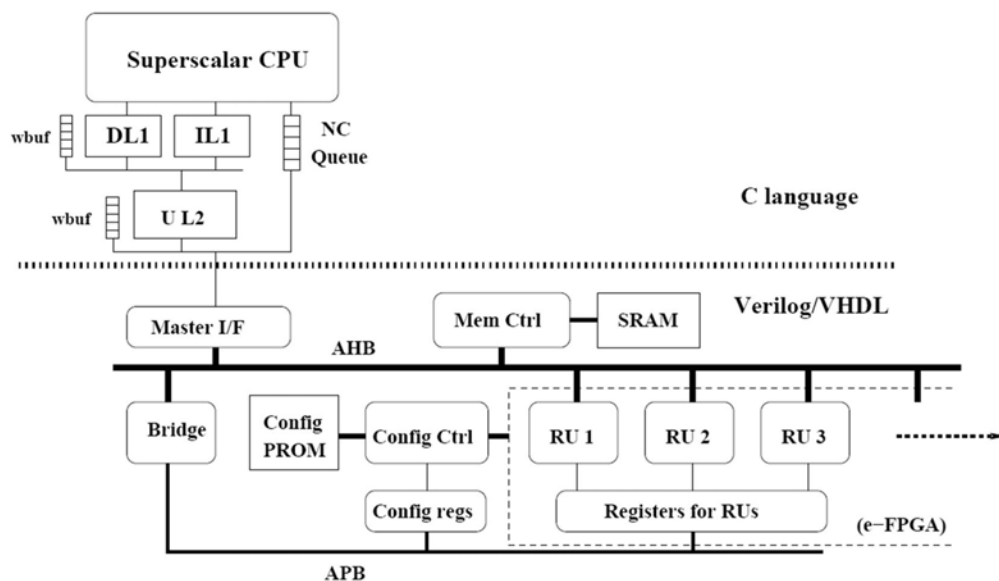 Superscalar CPU
wbuf
DL1
IL1
NC
Queue
wbuf
U L2
C language
Verilog/VHDL
Master I/F
Mem Ctrl
SRAM
AHB
Bridge
Config
PROM
Config Ctrl
RU 1
RU 2
RU 3
Config regs
Registers for RUs
(e-FPGA)
APB